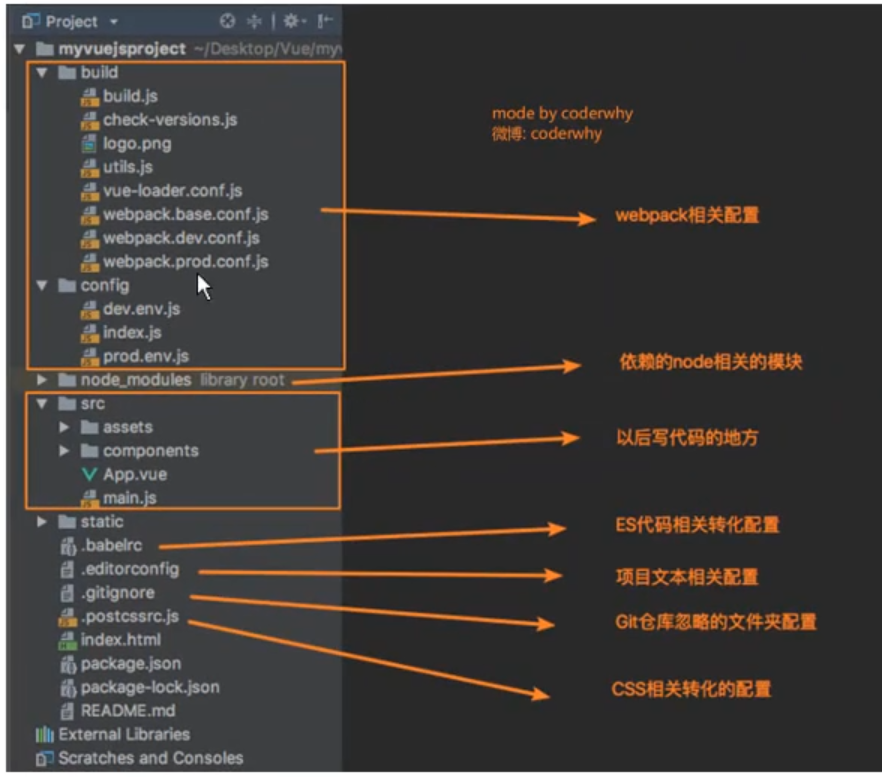 Project
myvuejsproject ~/Desktop/Vue/my
build
build.js
check-versions.js
logo.png
utils.js
vue-loader.conf.js
webpack.base.conf.js
webpack.dev.conf.js
webpack.prod.conf.js
config
dev.env.js
index.js
prod.env.js
node_modules library root
src
assets
components
App.vue
main.js
static
.babelrc
.editorconfig
.gitignore
.postcssrc.js
index.html
package.json
package-lock.json
README.md
External Libraries
Scratches and Consoles
mode by coderwhy
微博: coderwhy
webpack相关配置
依赖的node相关的模块
以后写代码的地方
ES代码相关转化配置
项目文本相关配置
Git仓库忽略的文件夹配置
CSS相关转化的配置